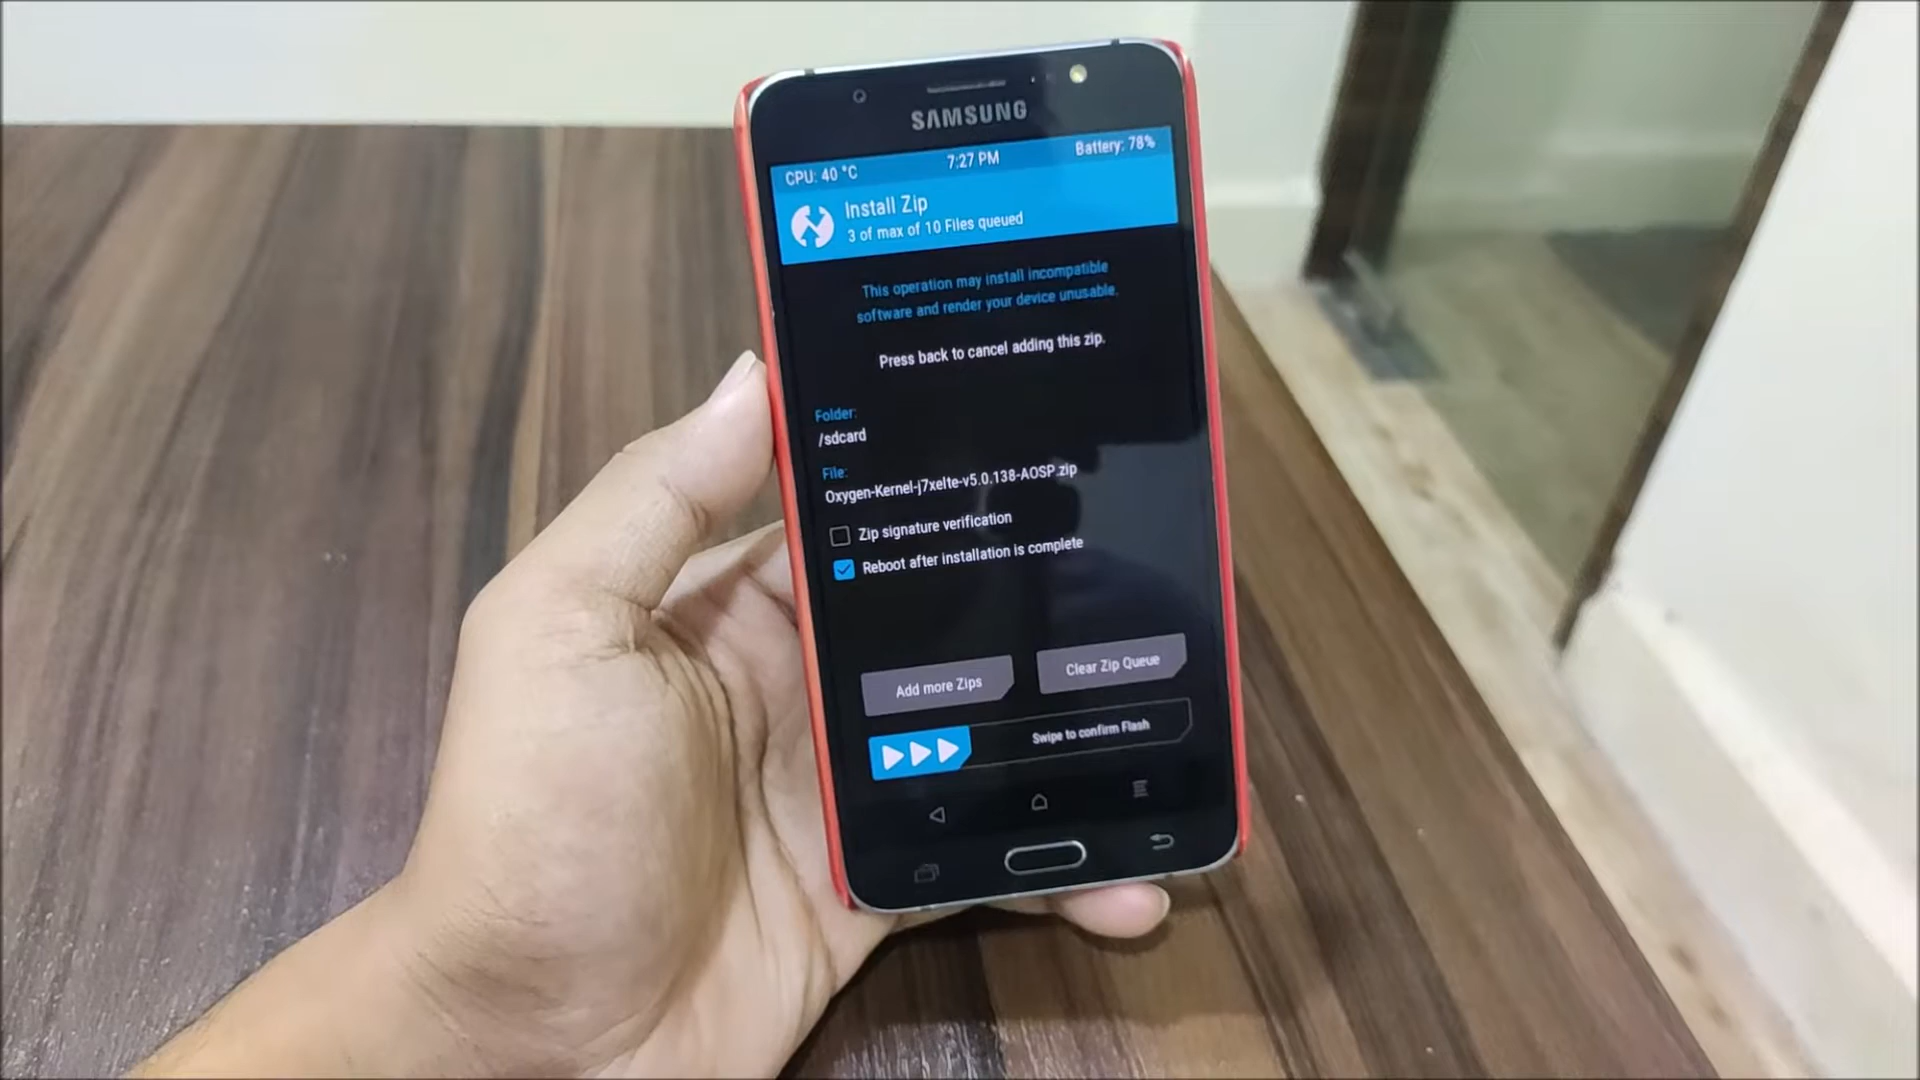 SAMSUNG
CPU: 40 °C
7:27 PM
Battery: 78%
Install Zip
3 of max of 10 Files queued
This operation may install incompatible
software and render your device unusable.
Press back to cancel adding this zip.
Folder:
/sdcard
File:
Oxygen-Kernel-j7xelte-v5.0.138-AOSP.zip
Zip signature verification
Reboot after installation is complete
Add more Zips
Clear Zip Queue
Swipe to confirm Flash